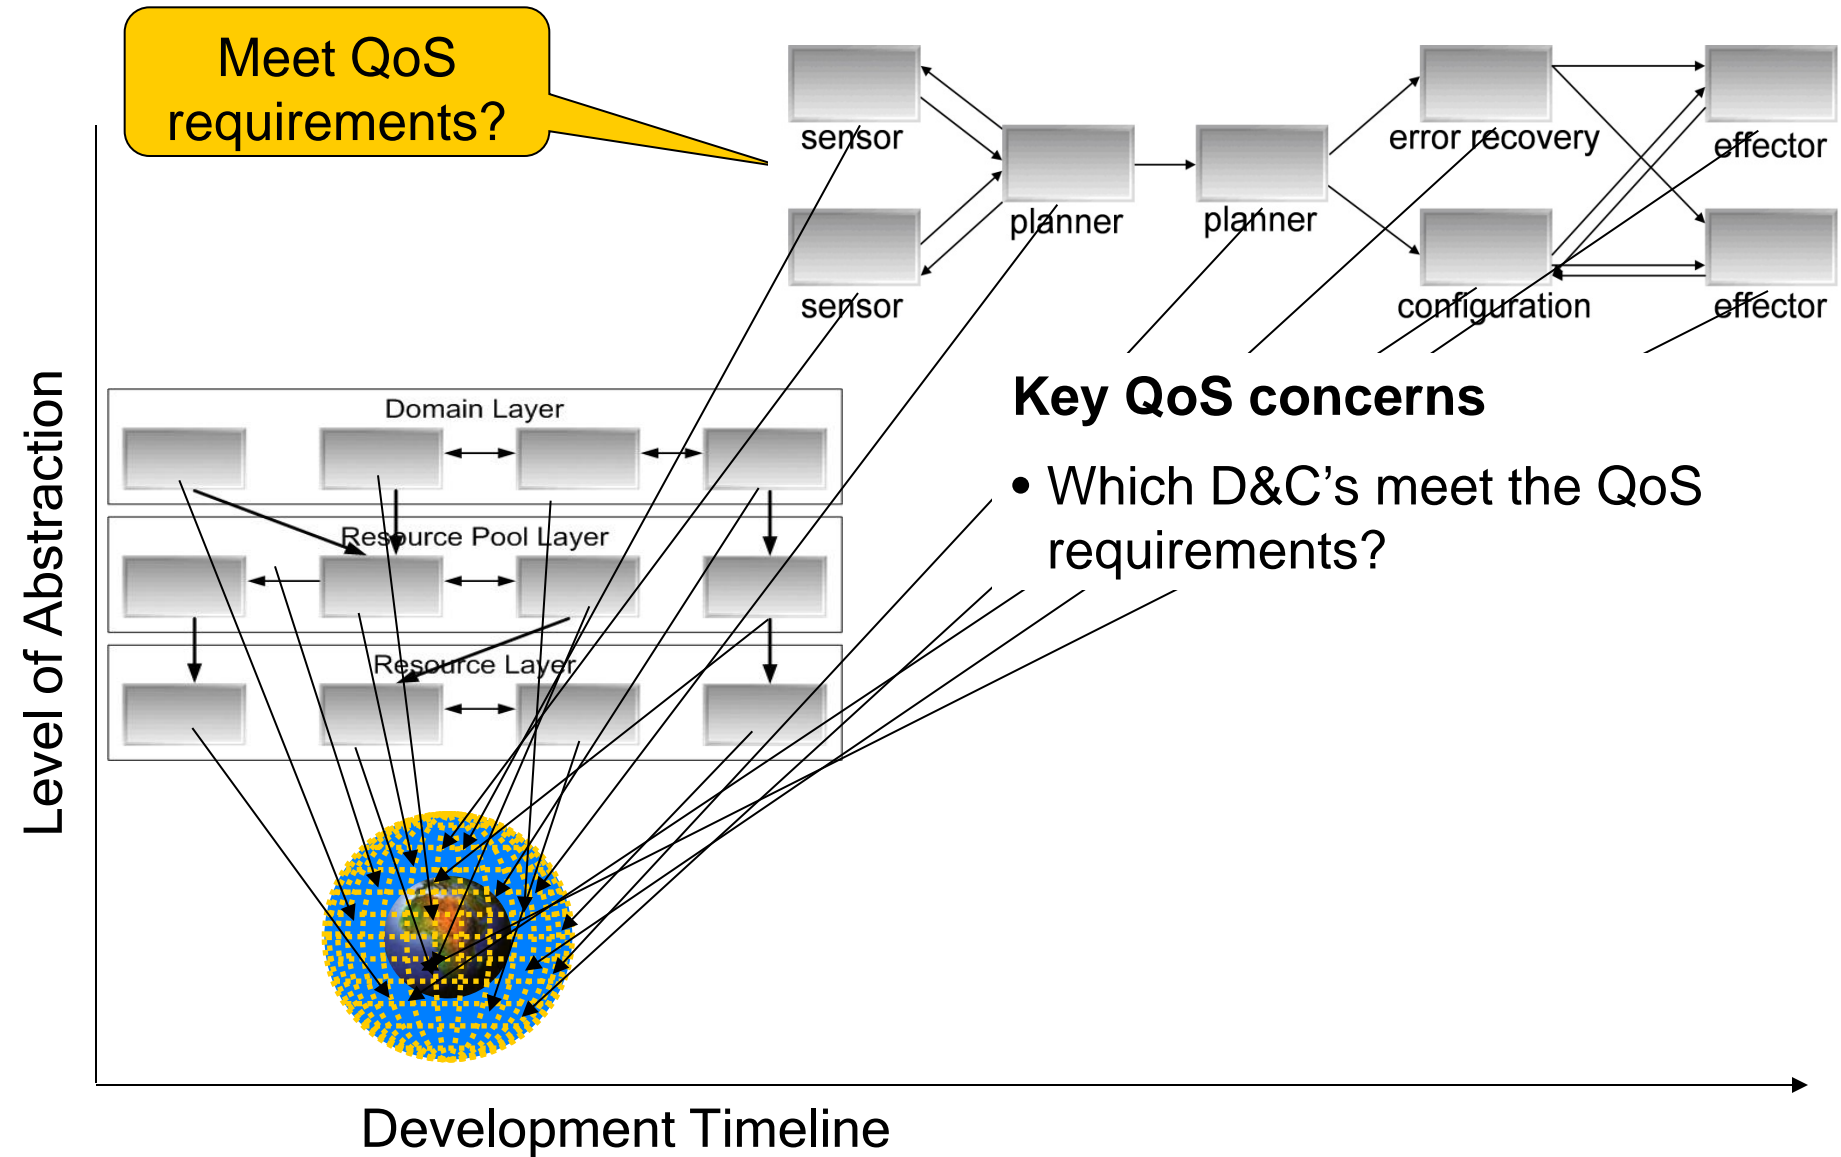 Meet QoS
requirements?
sensor
error recovery
effector
planner
planner
sensor
configuration
effector
Level of Abstraction
Domain Layer
Resource Pool Layer
Resource Layer
Key QoS concerns
• Which D&C’s meet the QoS
requirements?
Development Timeline